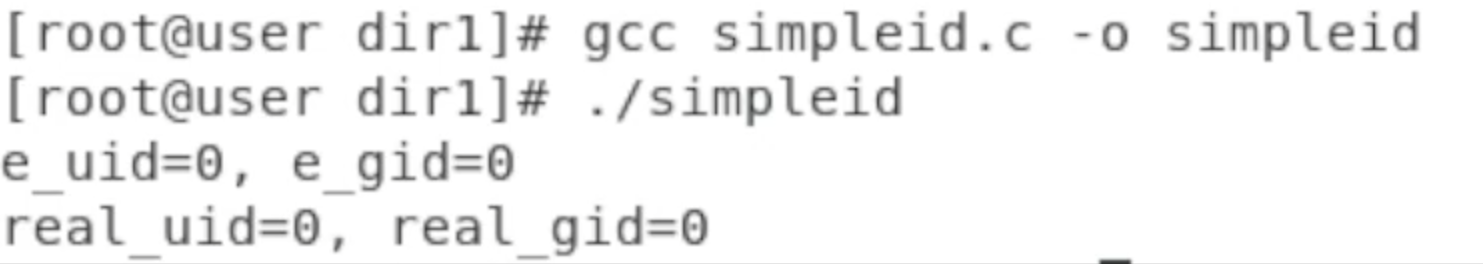 [root@user dir1]# gcc simpleid.c -o simpleid
[root@user dir1]# ./simpleid
e_uid=0, e_gid=0
real_uid=0, real_gid=0